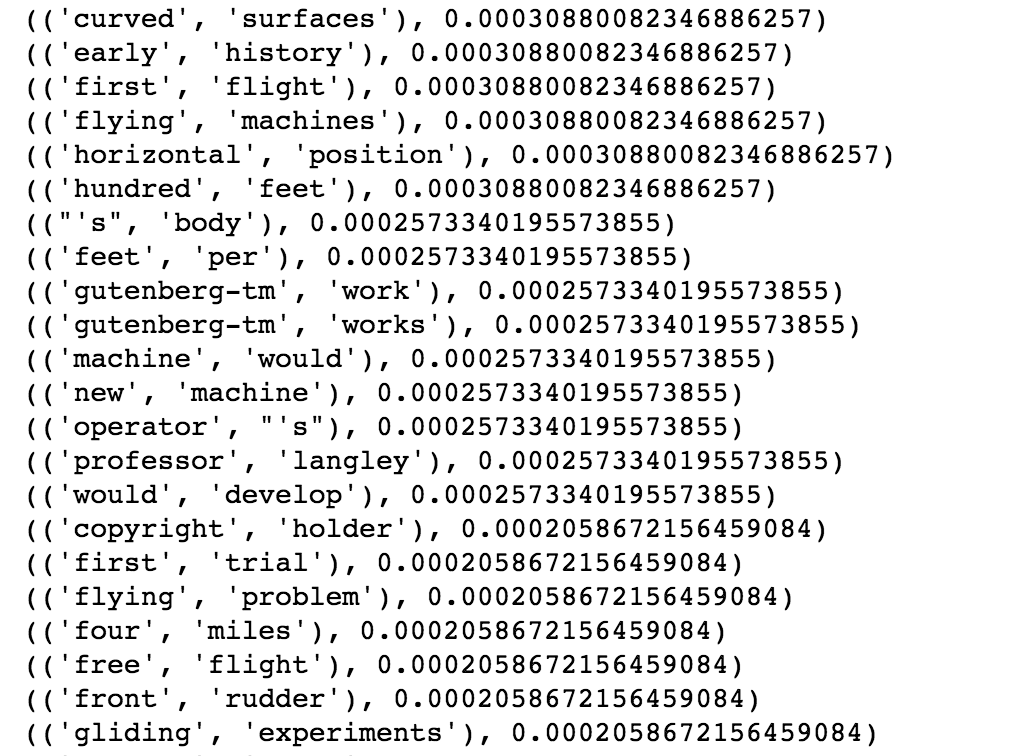 (('curved', 'surfaces'), 0.00030880082346886257)
(('early', 'history'), 0.00030880082346886257)
(('first', 'flight'), 0.00030880082346886257)
(('flying', 'machines'), 0.00030880082346886257)
(('horizontal', 'position'), 0.00030880082346886257)
(('hundred', 'feet'), 0.00030880082346886257)
(("'s", 'body'), 0.0002573340195573855)
(('feet', 'per'), 0.0002573340195573855)
(('gutenberg-tm', 'work'), 0.0002573340195573855)
(('gutenberg-tm', 'works'), 0.0002573340195573855)
(('machine', 'would'), 0.0002573340195573855)
(('new', 'machine'), 0.0002573340195573855)
(('operator', "'s"), 0.0002573340195573855)
(('professor', 'langley'), 0.0002573340195573855)
(('would', 'develop'), 0.0002573340195573855)
(('copyright', 'holder'), 0.0002058672156459084)
(('first', 'trial'), 0.0002058672156459084)
(('flying', 'problem'), 0.0002058672156459084)
(('four', 'miles'), 0.0002058672156459084)
(('free', 'flight'), 0.0002058672156459084)
(('front', 'rudder'), 0.0002058672156459084)
(('gliding', 'experiments'), 0.0002058672156459084)